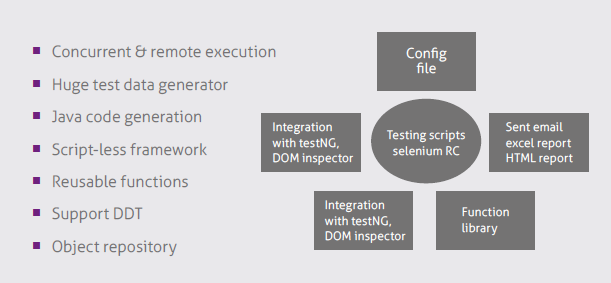 Concurrent & remote execution
Huge test data generator
Java code generation
Script-less framework
Reusable functions
Support DDT
Object repository
Config
file
Integration
with testNG,
DOM inspector
Testing scripts
selenium RC
Sent email
excel report
HTML report
Integration
with testNG,
DOM inspector
Function
library